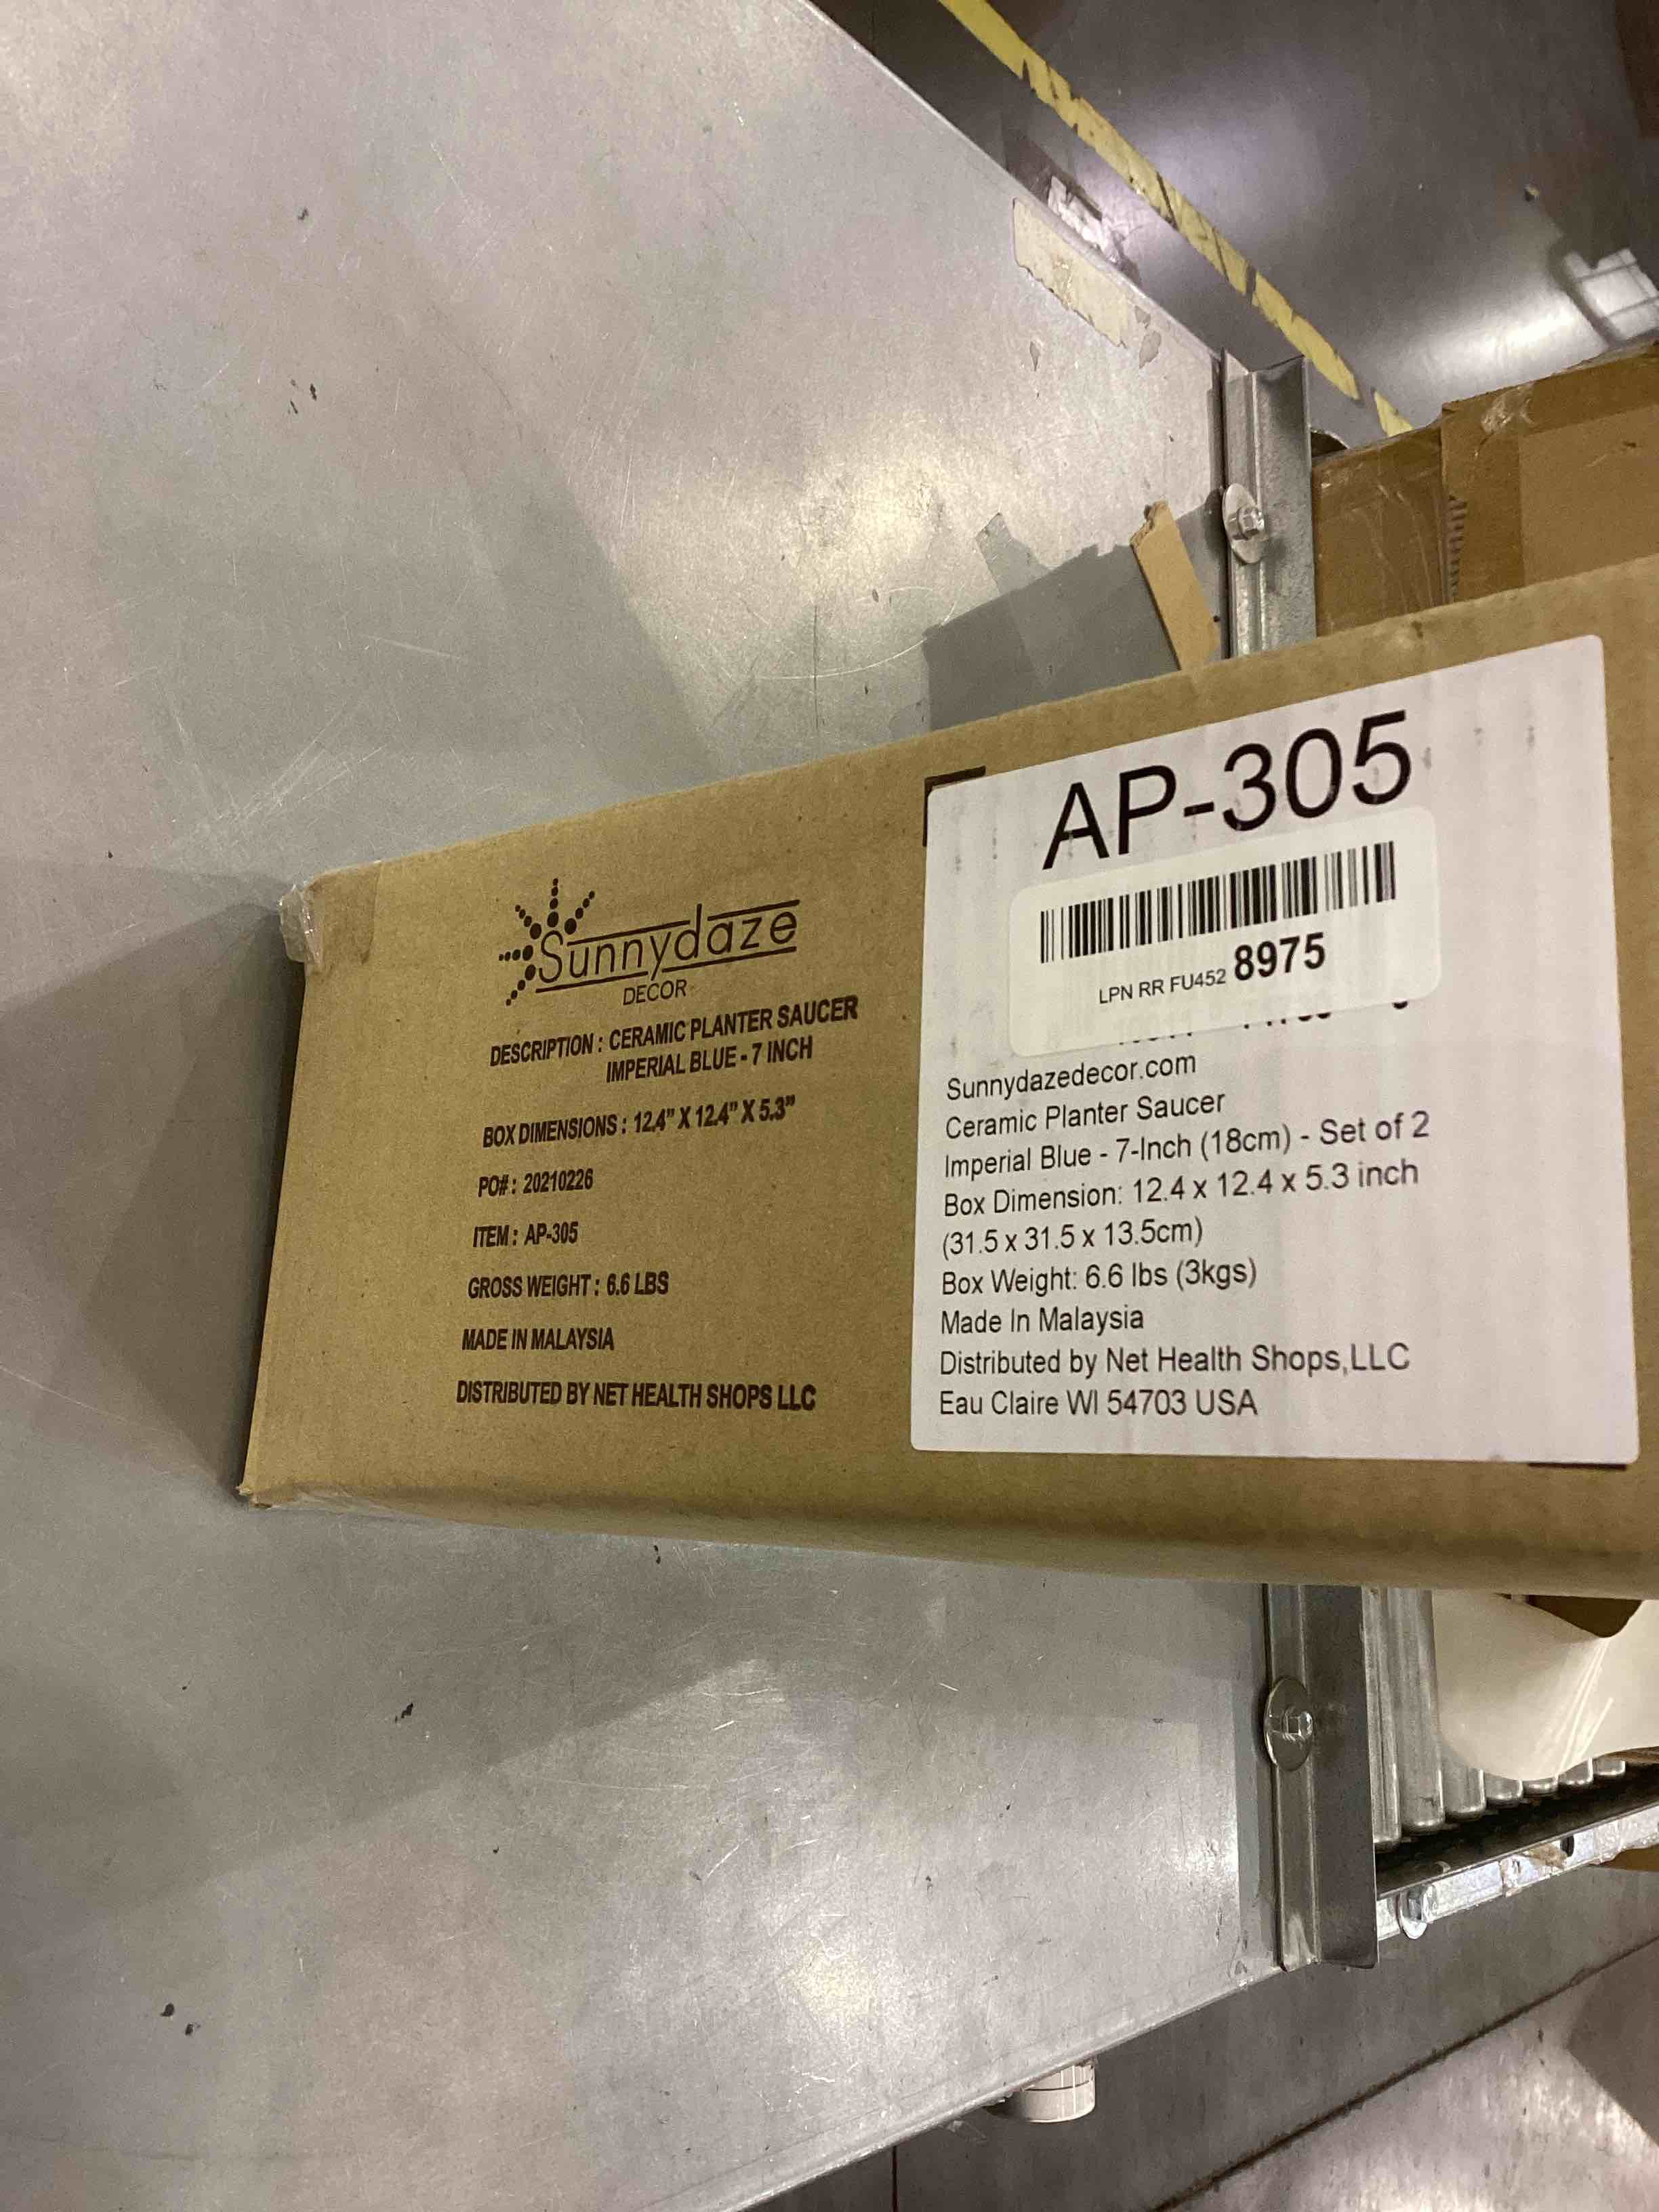 Sunnydaze
DECOR
DESCRIPTION : CERAMIC PLANTER SAUCER
IMPERIAL BLUE - 7 INCH
BOX DIMENSIONS : 12.4" X 12.4" X 5.3"
PO# : 20210226
ITEM : AP-305
GROSS WEIGHT : 6.6 LBS
MADE IN MALAYSIA
DISTRIBUTED BY NET HEALTH SHOPS LLC
AP-305
LPN RR FU452 8975
Sunnydazedecor.com
Ceramic Planter Saucer
Imperial Blue - 7-Inch (18cm) - Set of 2
Box Dimension: 12.4 x 12.4 x 5.3 inch
(31.5 x 31.5 x 13.5cm)
Box Weight: 6.6 lbs (3kgs)
Made In Malaysia
Distributed by Net Health Shops,LLC
Eau Claire WI 54703 USA